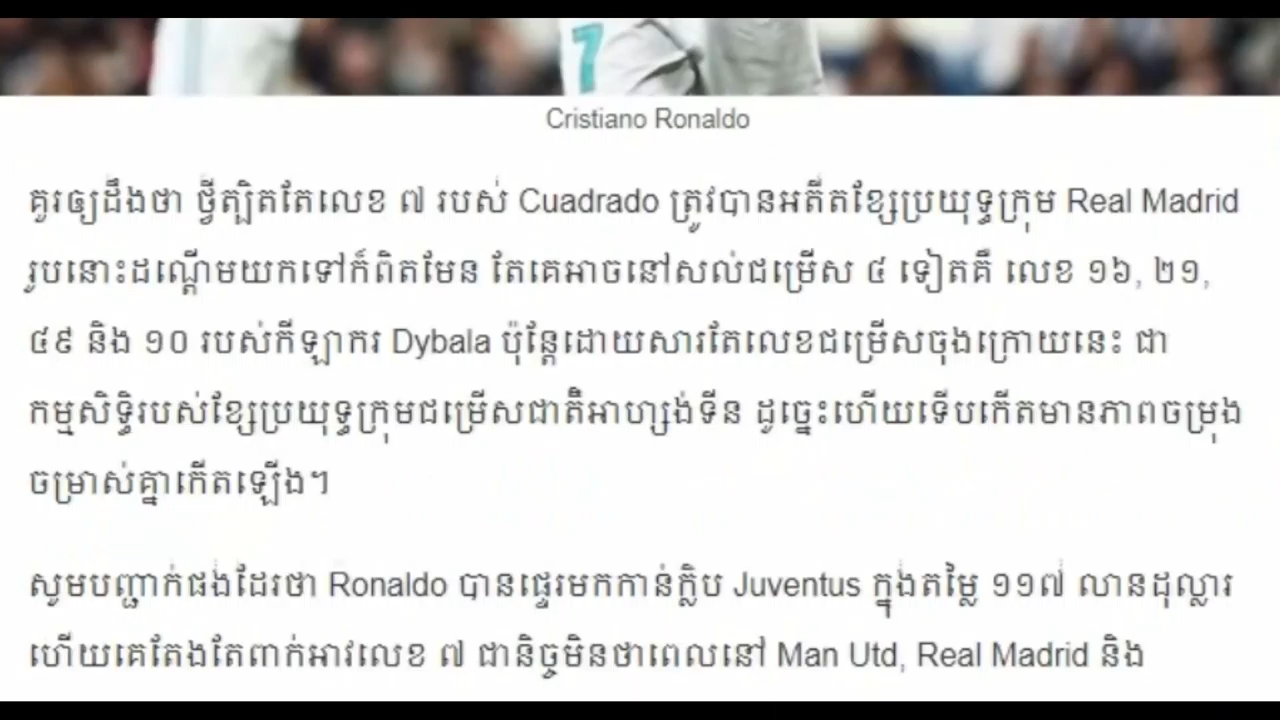 7
Cristiano Ronaldo
គួរឲ្យដឹងថា ថ្វីត្បិតតែលេខ ៧ របស់ Cuadrado ត្រូវបានអតីតខ្សែប្រយុទ្ធក្រុម Real Madrid
រូបនោះដណ្ដើមយកទៅក៏ពិតមែន តែគេអាចនៅសល់ជម្រើស ៤ ទៀតគឺ លេខ ១៦, ២១,
៤៩ និង ១០ របស់កីឡាករ Dybala ប៉ុន្តែដោយសារតែលេខជម្រើសចុងក្រោយនេះ ជា
កម្មសិទ្ធិរបស់ខ្សែប្រយុទ្ធក្រុមជម្រើសជាតិអាហ្សង់ទីន ដូច្នេះហើយទើបកើតមានភាពចម្រុង
ចម្រាស់គ្នាកើតឡើង។
សូមបញ្ជាក់ផងដែរថា Ronaldo បានផ្ទេរមកកាន់ក្លិប Juventus ក្នុងតម្លៃ ១១៧ លានដុល្លារ
ហើយគេតែងតែពាក់អាវលេខ ៧ ជានិច្ចមិនថាពេលនៅ Man Utd, Real Madrid និង